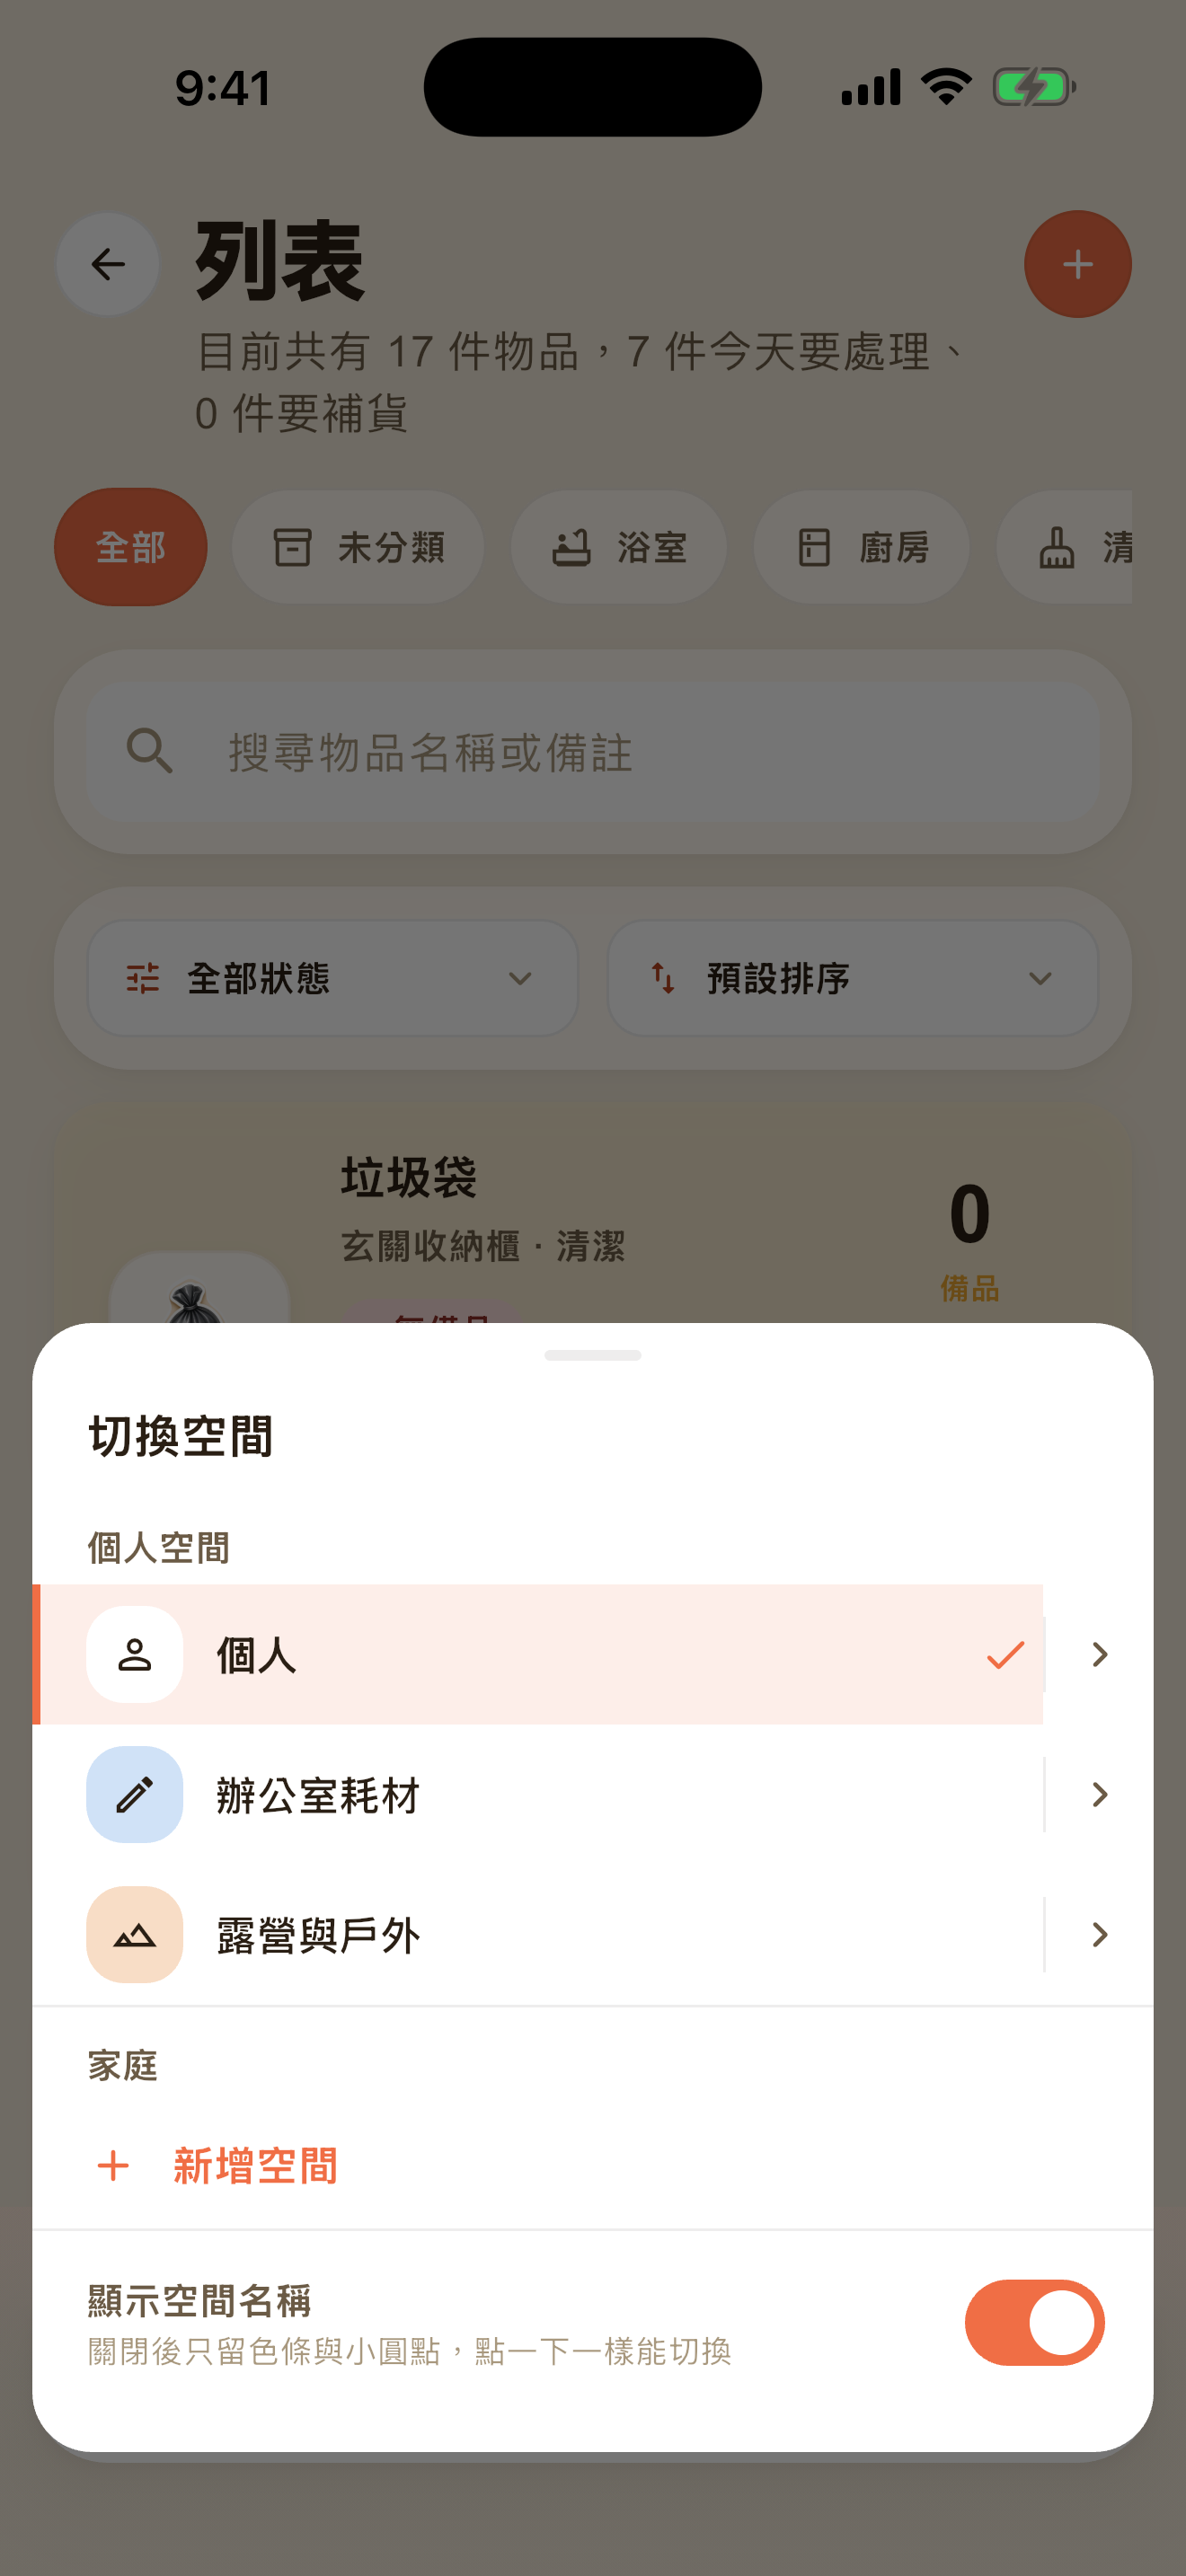 9:41
列表
目前共有 17 件物品，7 件今天要處理、
0 件要補貨
全部
未分類
浴室
廚房
清
搜尋物品名稱或備註
全部狀態
預設排序
垃圾袋
玄關收納櫃 · 清潔
0
備品
無備品
切換空間
個人空間
個人
辦公室耗材
露營與戶外
家庭
新增空間
顯示空間名稱
關閉後只留色條與小圓點，點一下一樣能切換